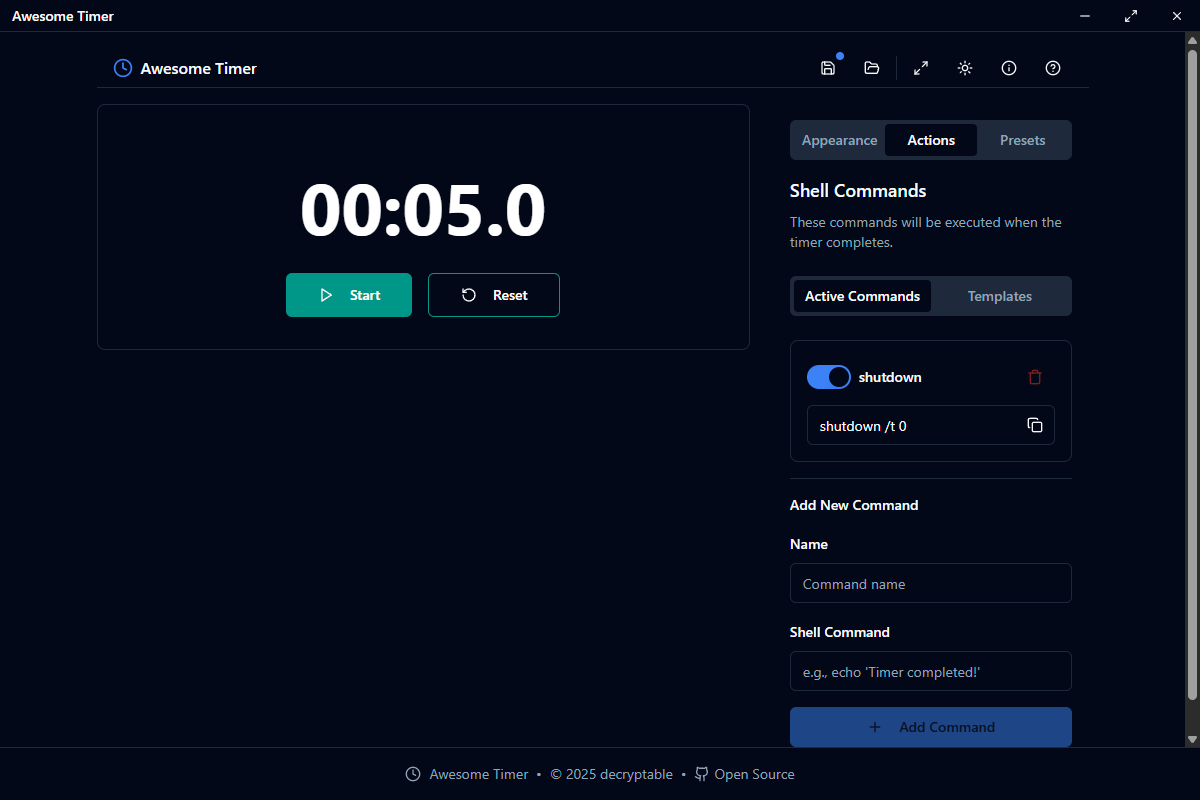 Awesome Timer
Awesome Timer
00:05.0
Start
Reset
Appearance
Actions
Presets
Shell Commands
These commands will be executed when the
timer completes.
Active Commands
Templates
shutdown
shutdown /t 0
Add New Command
Name
Command name
Shell Command
e.g., echo 'Timer completed!'
Add Command
Awesome Timer • © 2025 decryptable • Open Source